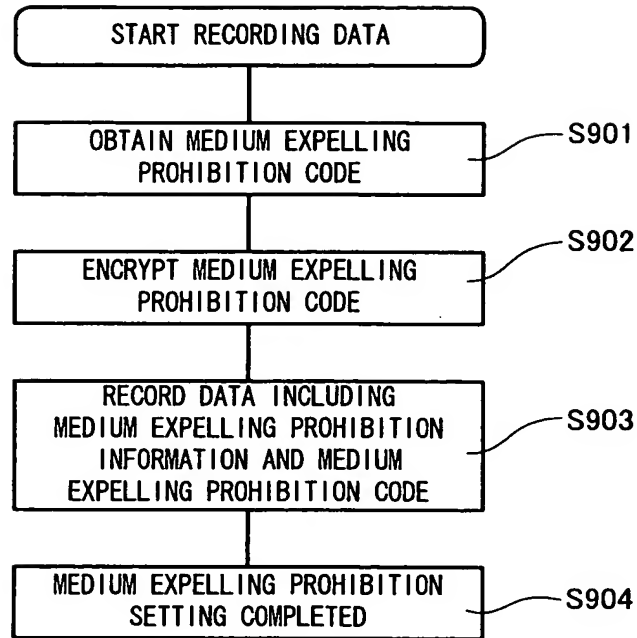 START RECORDING DATA
OBTAIN MEDIUM EXPELLING
PROHIBITION CODE
S901
ENCRYPT MEDIUM EXPELLING
PROHIBITION CODE
S902
RECORD DATA INCLUDING
MEDIUM EXPELLING PROHIBITION
INFORMATION AND MEDIUM
EXPELLING PROHIBITION CODE
S903
MEDIUM EXPELLING PROHIBITION
SETTING COMPLETED
S904